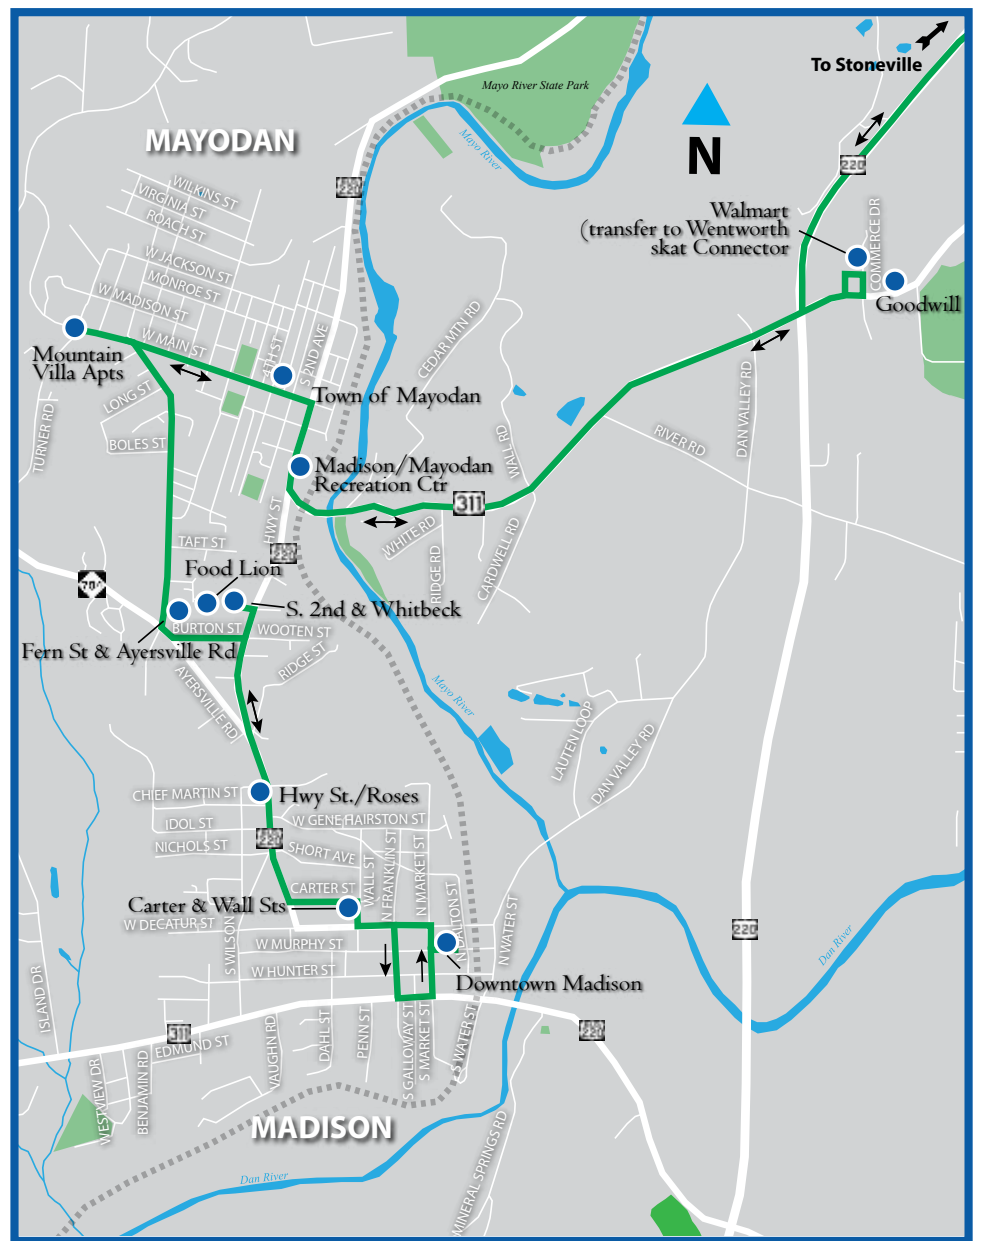 To Stoneville
Mayo River State Park
MAYODAN
Mayo River
N
220
220
WILKINS ST
VIRGINIA ST
ROACH ST
Walmart
(transfer to Wentworth
skat Connector
COMMERCE DR
W JACKSON ST
MONROE ST
W MADISON ST
Goodwill
W MAIN ST
Mountain
Villa Apts
4TH ST
S 2ND AVE
CEDAR MTN RD
Town of Mayodan
LONG ST
TURNER RD
BOLES ST
DAN VALLEY RD
RIVER RD
WALL RD
Madison/Mayodan
Recreation Ctr
311
HWY ST
WHITE RD
TAFT ST
220
RIDGE RD
CARDWELL RD
704
Food Lion
S. 2nd & Whitbeck
BURTON ST
WOOTEN ST
Fern St & Ayersville Rd
RIDGE ST
AYERSVILLE RD
Mayo River
LAUTEN LOOP
DAN VALLEY RD
CHIEF MARTIN ST
Hwy St./Roses
IDOL ST
W GENE HAIRSTON ST
220
NICHOLS ST
SHORT AVE
WALL ST
N FRANKLIN ST
N MARKET ST
CARTER ST
Carter & Wall Sts
N DALTON ST
N WATER ST
W DECATUR ST
S WILSON
W MURPHY ST
220
Dan River
W HUNTER ST
Downtown Madison
ISLAND DR
311
EDMUND ST
VAUGHN RD
DAHL ST
PENN ST
S GALLOWAY ST
S MARKET ST
S WATER ST
220
WESTVIEW DR
BENJAMIN RD
MADISON
MINERAL SPRINGS RD
Dan River